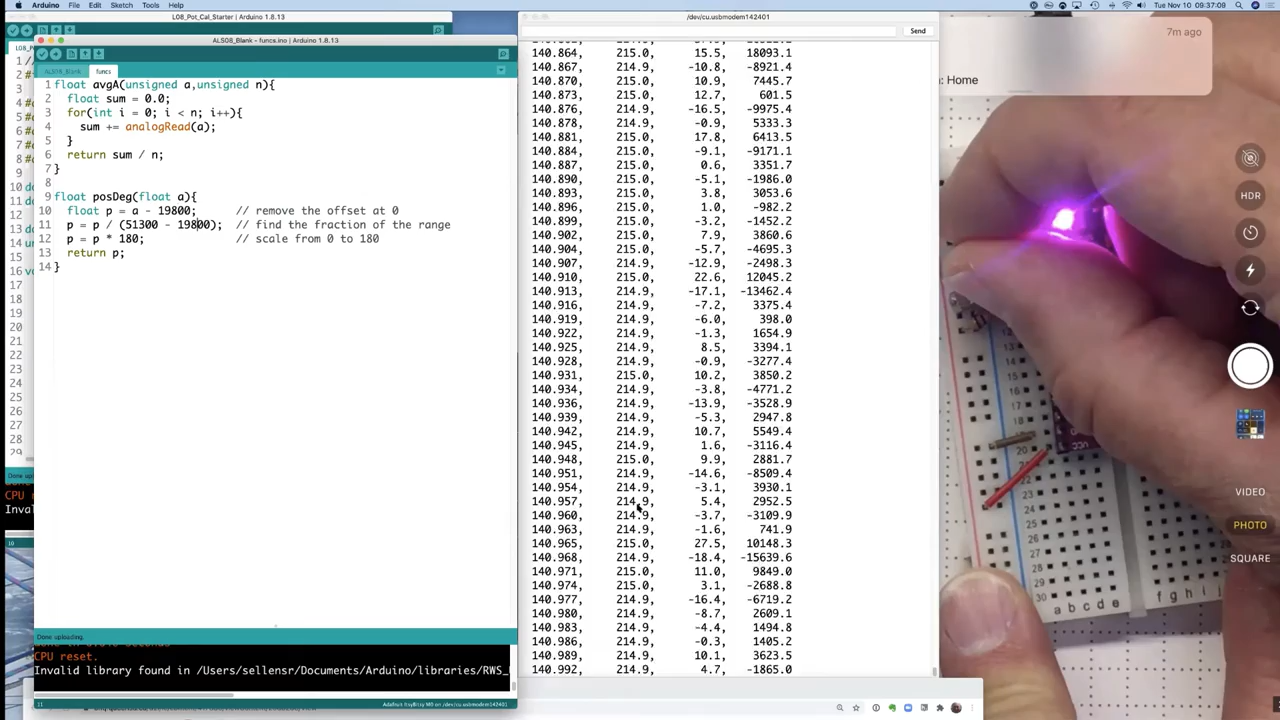 Arduino File Edit Sketch Tools Help
Tue Nov 10 9:37:09
L08_Pot_Cal_Starter | Arduino 1.8.13
ALS08_Blank - funcs.ino | Arduino 1.8.13
ALS08_Blank funcs
1 float avgA(unsigned a,unsigned n){
2 float sum = 0.0;
3 for(int i = 0; i < n; i++){
4 sum += analogRead(a);
5 }
6 return sum / n;
7 }
8
9 float posDeg(float a){
10 float p = a - 19800; // remove the offset at 0
11 p = p / (51300 - 19800); // find the fraction of the range
12 p = p * 180; // scale from 0 to 180
13 return p;
14 }
Done uploading.
CPU reset.
Invalid library found in /Users/sellensr/Documents/Arduino/libraries/RWS_
11
Adafruit ItsyBitsy M0 on /dev/cu.usbmodem142401
/dev/cu.usbmodem142401
Send
140.864, 215.0, 15.9, 18093.1
140.867, 214.9, -10.8, -8921.4
140.870, 215.0, 10.9, 7445.7
140.873, 215.0, 12.7, 601.5
140.876, 214.9, -16.5, -9975.4
140.878, 214.9, -0.9, 5333.3
140.881, 215.0, 17.8, 6413.5
140.884, 214.9, -9.1, -9171.1
140.887, 215.0, 0.6, 3351.7
140.890, 214.9, -5.1, -1986.0
140.893, 215.0, 3.8, 3053.6
140.896, 214.9, 1.0, -982.2
140.899, 214.9, -3.2, -1452.2
140.902, 215.0, 7.9, 3860.6
140.904, 214.9, -5.7, -4695.5
140.907, 214.9, -12.9, -2498.3
140.910, 215.0, 22.6, 12045.2
140.913, 214.9, -17.1, -13462.4
140.916, 214.9, -7.2, 3375.4
140.919, 214.9, -6.0, 398.0
140.922, 214.9, -1.3, 1654.9
140.925, 214.9, 8.5, 3394.1
140.928, 214.9, -0.9, -3277.4
140.931, 215.0, 10.2, 3850.2
140.934, 214.9, -3.8, -4771.2
140.936, 214.9, -13.9, -3528.9
140.939, 214.9, -5.3, 2947.8
140.942, 214.9, 10.7, 5549.4
140.945, 214.9, 1.6, -3116.4
140.948, 215.0, 9.9, 2881.7
140.951, 214.9, -14.6, -8509.4
140.954, 214.9, -3.1, 3930.1
140.957, 214.9, 5.4, 2952.5
140.960, 214.9, -3.7, -3109.9
140.963, 214.9, -1.6, 741.9
140.965, 215.0, 27.5, 10148.3
140.968, 214.9, -18.4, -15639.6
140.971, 215.0, 11.0, 9849.0
140.974, 215.0, 3.1, -2688.8
140.977, 214.9, -16.4, -6719.2
140.980, 214.9, -8.7, 2609.1
140.983, 214.9, -4.4, 1494.8
140.986, 214.9, -0.3, 1405.7
140.989, 214.9, 10.1, 3623.5
140.992, 214.9, 4.7, -1865.9
7m ago
: Home
HDR
VIDEO
PHOTO
SQUARE